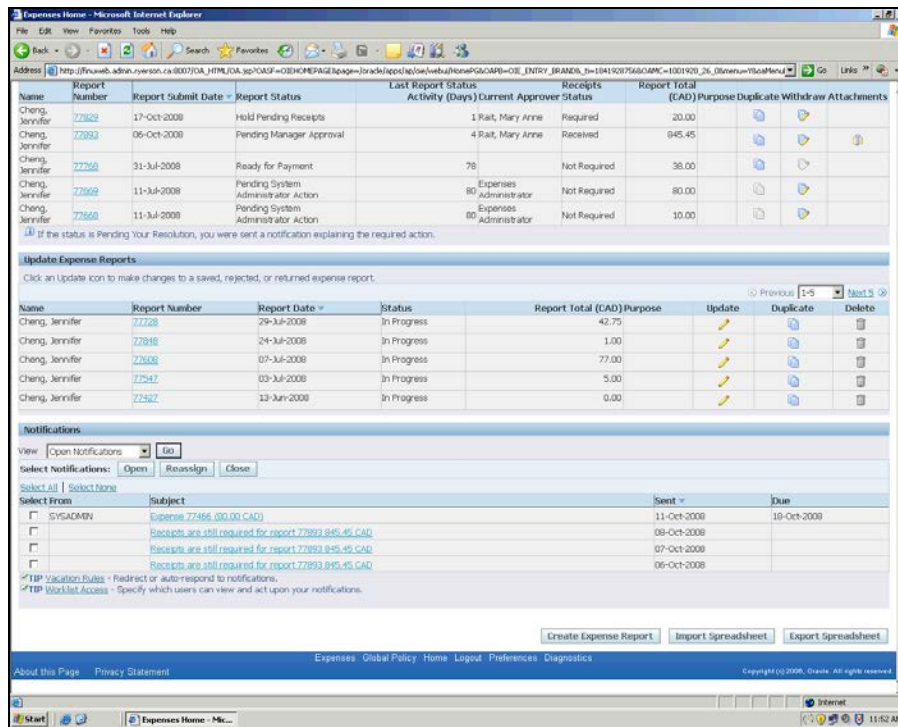 Expenses Home - Microsoft Internet Explorer
File Edit View Favorites Tools Help
Back Search Favorites
Address Go Links »
Name Report Number Report Submit Date Report Status Last Report Status Activity (Days) Current Approver Receipts Status Report Total (CAD) Purpose Duplicate Withdraw Attachments
Cheng, Jennifer 77829 17-Oct-2008 Hold Pending Receipts 1 Rait, Mary Anne Required 20.00
Cheng, Jennifer 77893 06-Oct-2008 Pending Manager Approval 4 Rait, Mary Anne Received 845.45
Cheng, Jennifer 77768 31-Jul-2008 Ready for Payment 78 Not Required 38.00
Cheng, Jennifer 77669 11-Jul-2008 Pending System Administrator Action 80 Expenses Administrator Not Required 80.00
Cheng, Jennifer 77668 11-Jul-2008 Pending System Administrator Action 80 Expenses Administrator Not Required 10.00
If the status is Pending Your Resolution, you were sent a notification explaining the required action.
Update Expense Reports
Click an Update icon to make changes to a saved, rejected, or returned expense report.
Previous 1-5 Next 5
Name Report Number Report Date Status Report Total (CAD) Purpose Update Duplicate Delete
Cheng, Jennifer 77728 29-Jul-2008 In Progress 42.75
Cheng, Jennifer 77848 24-Jul-2008 In Progress 1.00
Cheng, Jennifer 77608 07-Jul-2008 In Progress 77.00
Cheng, Jennifer 77547 03-Jul-2008 In Progress 5.00
Cheng, Jennifer 77427 13-Jun-2008 In Progress 0.00
Notifications
View Open Notifications Go
Select Notifications: Open Reassign Close
Select All | Select None
Select From Subject Sent Due
SYSADMIN Expense 77466 (80.00 CAD) 11-Oct-2008 18-Oct-2008
Receipts are still required for report 77893 845.45 CAD 08-Oct-2008
Receipts are still required for report 77893 845.45 CAD 07-Oct-2008
Receipts are still required for report 77893 845.45 CAD 06-Oct-2008
TIP Vacation Rules - Redirect or auto-respond to notifications.
TIP Worklist Access - Specify which users can view and act upon your notifications.
Create Expense Report Import Spreadsheet Export Spreadsheet
Expenses Global Policy Home Logout Preferences Diagnostics
About this Page Privacy Statement Copyright (c) 2006, Oracle. All rights reserved.
Internet
Start Expenses Home - Mic... 11:52 AM